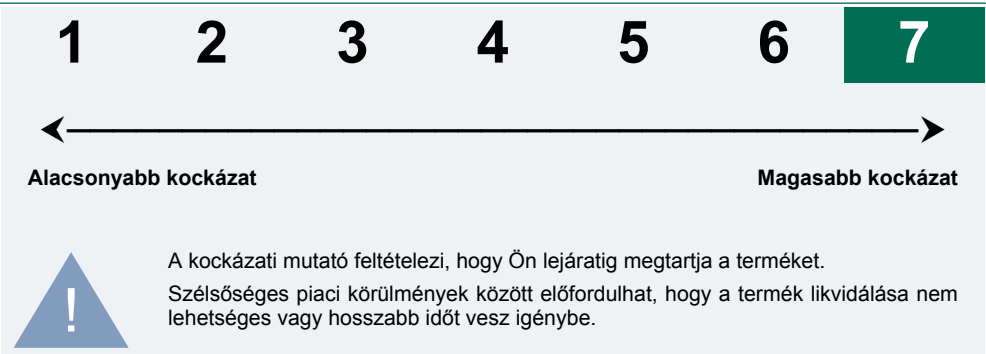 1 2 3 4 5 6 7
Alacsonyabb kockázat Magasabb kockázat
A kockázati mutató feltételezi, hogy Ön lejáratig megtartja a terméket.
Szélsőséges piaci körülmények között előfordulhat, hogy a termék likvidálása nem
lehetséges vagy hosszabb időt vesz igénybe.
!